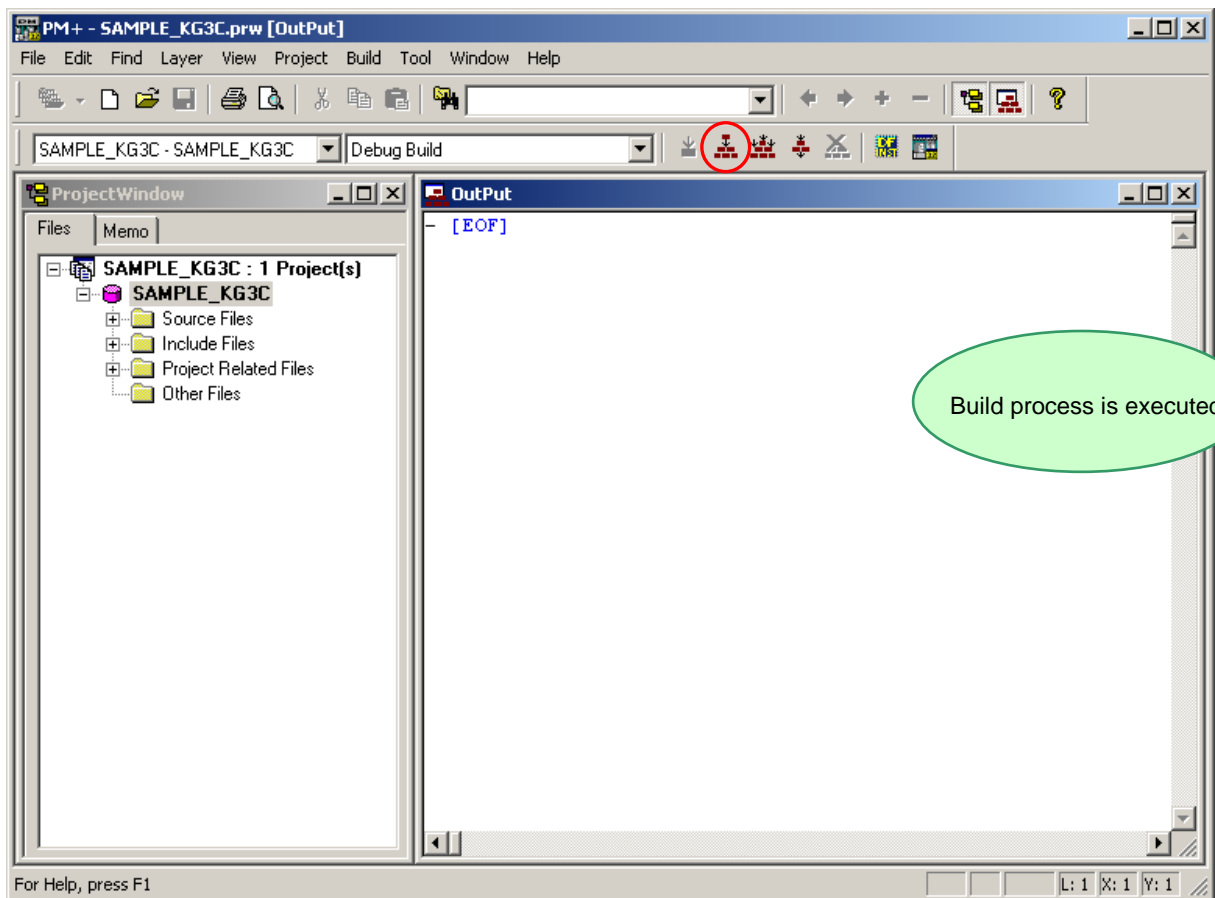 PM+ - SAMPLE_KG3C.prw [OutPut]
File Edit Find Layer View Project Build Tool Window Help
SAMPLE_KG3C - SAMPLE_KG3C
Debug Build
ProjectWindow
OutPut
Files
Memo
- [EOF]
SAMPLE_KG3C : 1 Project(s)
SAMPLE_KG3C
Source Files
Include Files
Project Related Files
Other Files
Build process is executed
For Help, press F1
L: 1 X: 1 Y: 1